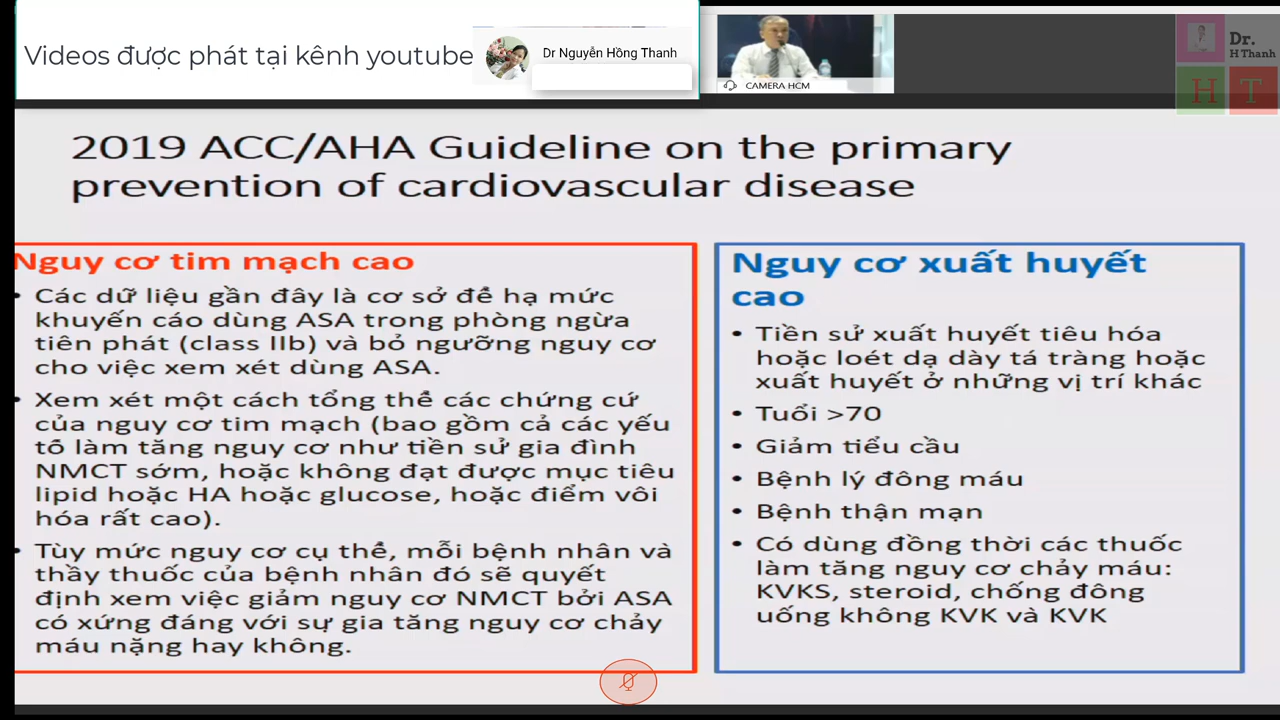 Videos được phát tại kênh youtube
Dr Nguyễn Hồng Thanh
CAMERA HCM
Dr.
H Thanh
H T
2019 ACC/AHA Guideline on the primary
prevention of cardiovascular disease
Nguy cơ tim mạch cao
• Các dữ liệu gần đây là cơ sở để hạ mức
khuyến cáo dùng ASA trong phòng ngừa
tiên phát (class IIb) và bỏ ngưỡng nguy cơ
cho việc xem xét dùng ASA.
• Xem xét một cách tổng thể các chứng cứ
của nguy cơ tim mạch (bao gồm cả các yếu
tố làm tăng nguy cơ như tiền sử gia đình
NMCT sớm, hoặc không đạt được mục tiêu
lipid hoặc HA hoặc glucose, hoặc điểm vôi
hóa rất cao).
• Tùy mức nguy cơ cụ thể, mỗi bệnh nhân và
thầy thuốc của bệnh nhân đó sẽ quyết
định xem việc giảm nguy cơ NMCT bởi ASA
có xứng đáng với sự gia tăng nguy cơ chảy
máu nặng hay không.
Nguy cơ xuất huyết
cao
• Tiền sử xuất huyết tiêu hóa
hoặc loét dạ dày tá tràng hoặc
xuất huyết ở những vị trí khác
• Tuổi >70
• Giảm tiểu cầu
• Bệnh lý đông máu
• Bệnh thận mạn
• Có dùng đồng thời các thuốc
làm tăng nguy cơ chảy máu:
KVKS, steroid, chống đông
uống không KVK và KVK